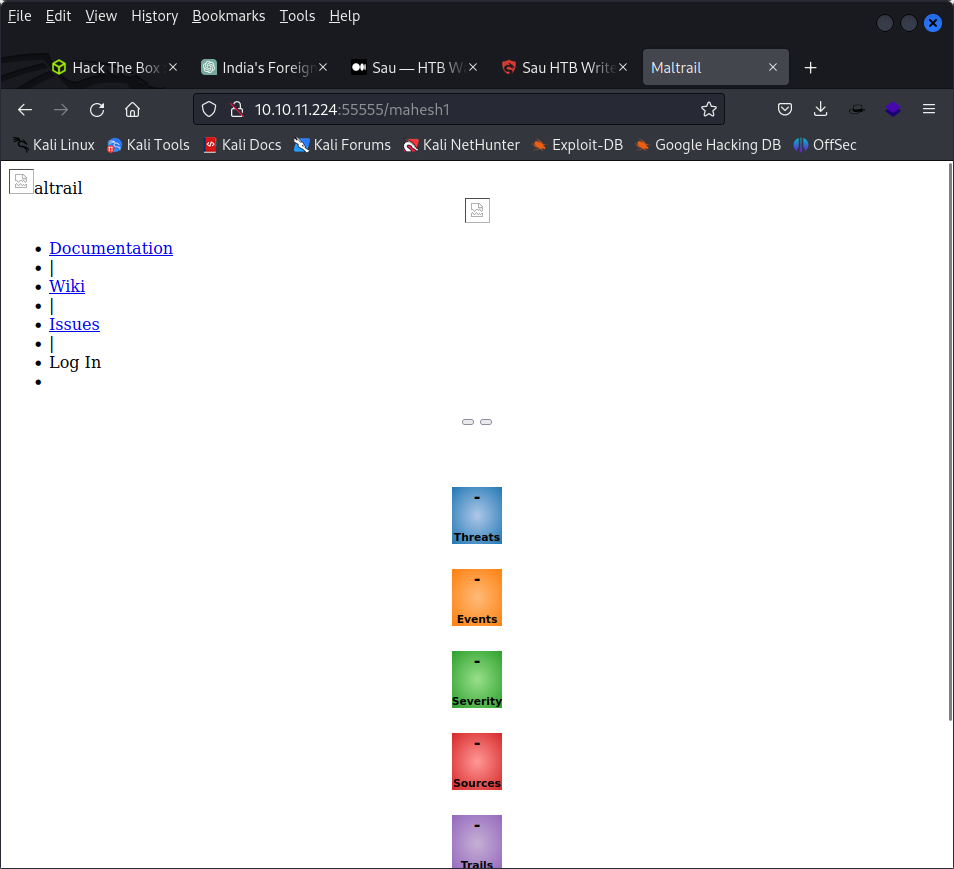 File Edit View History Bookmarks Tools Help
Hack The Box India's Foreign Sau — HTB W Sau HTB Write Maltrail
10.10.11.224:55555/mahesh1
Kali Linux Kali Tools Kali Docs Kali Forums Kali NetHunter Exploit-DB Google Hacking DB OffSec
altrail
Documentation
|
Wiki
|
Issues
|
Log In
-
Threats
-
Events
-
Severity
-
Sources
-
Trails